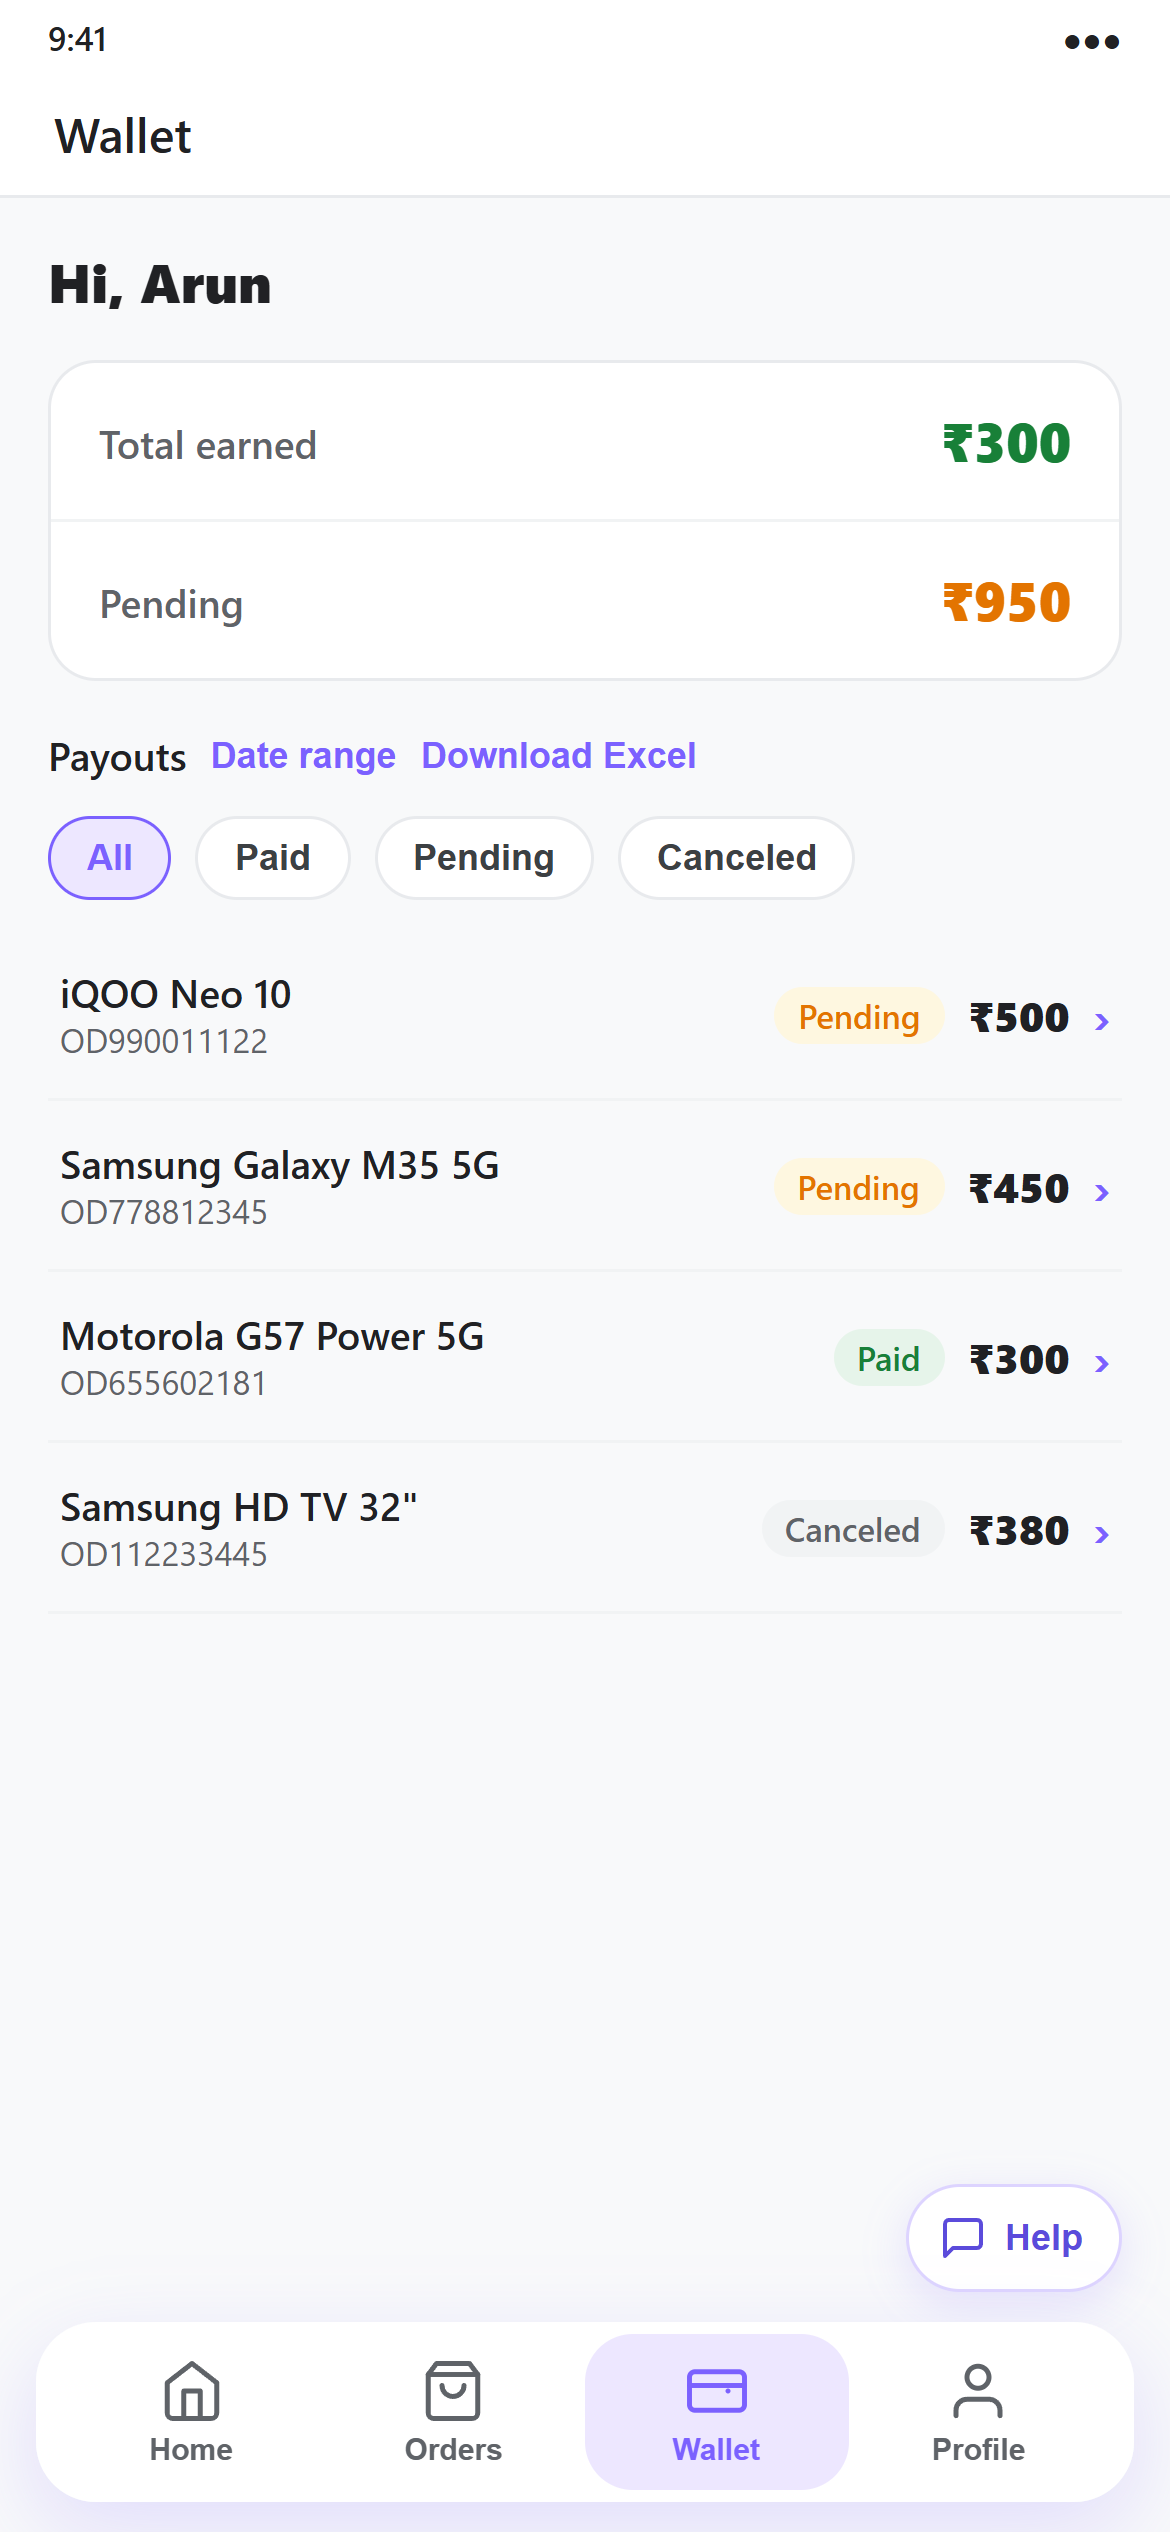 9:41
Wallet
Hi, Arun
Total earned ₹300
Pending ₹950
Payouts Date range Download Excel
All Paid Pending Canceled
iQOO Neo 10
OD990011122
Pending ₹500 ›
Samsung Galaxy M35 5G
OD778812345
Pending ₹450 ›
Motorola G57 Power 5G
OD655602181
Paid ₹300 ›
Samsung HD TV 32"
OD112233445
Canceled ₹380 ›
Help
Home Orders Wallet Profile